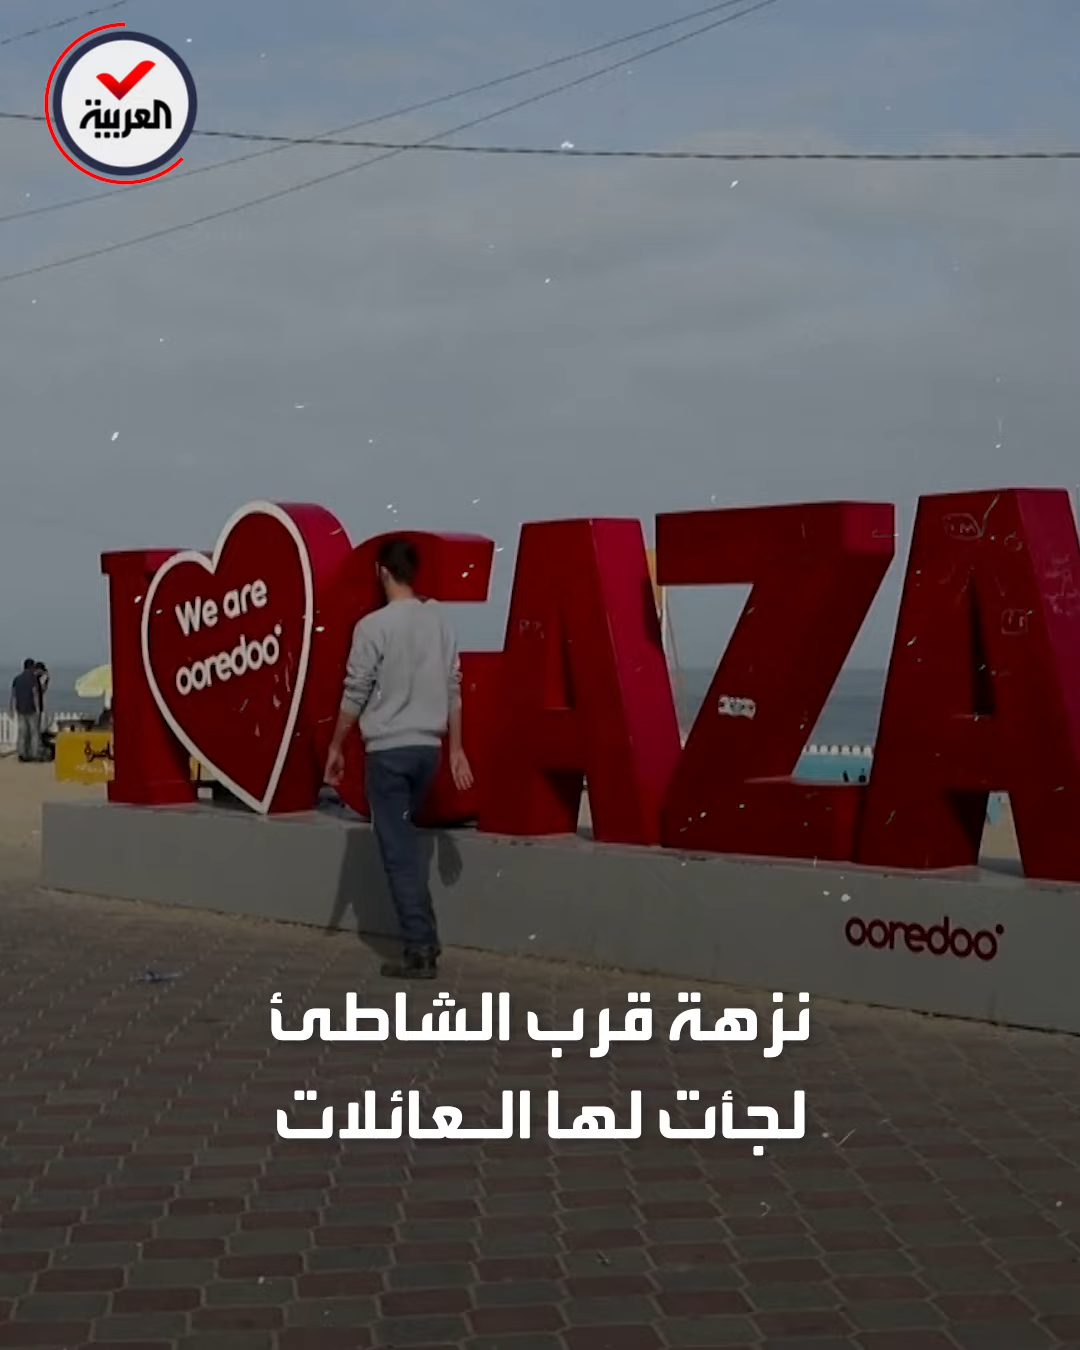 العربية
I GAZA
We are
ooredoo
ooredoo
نزهة قرب الشاطئ
لجأت لها العائلات